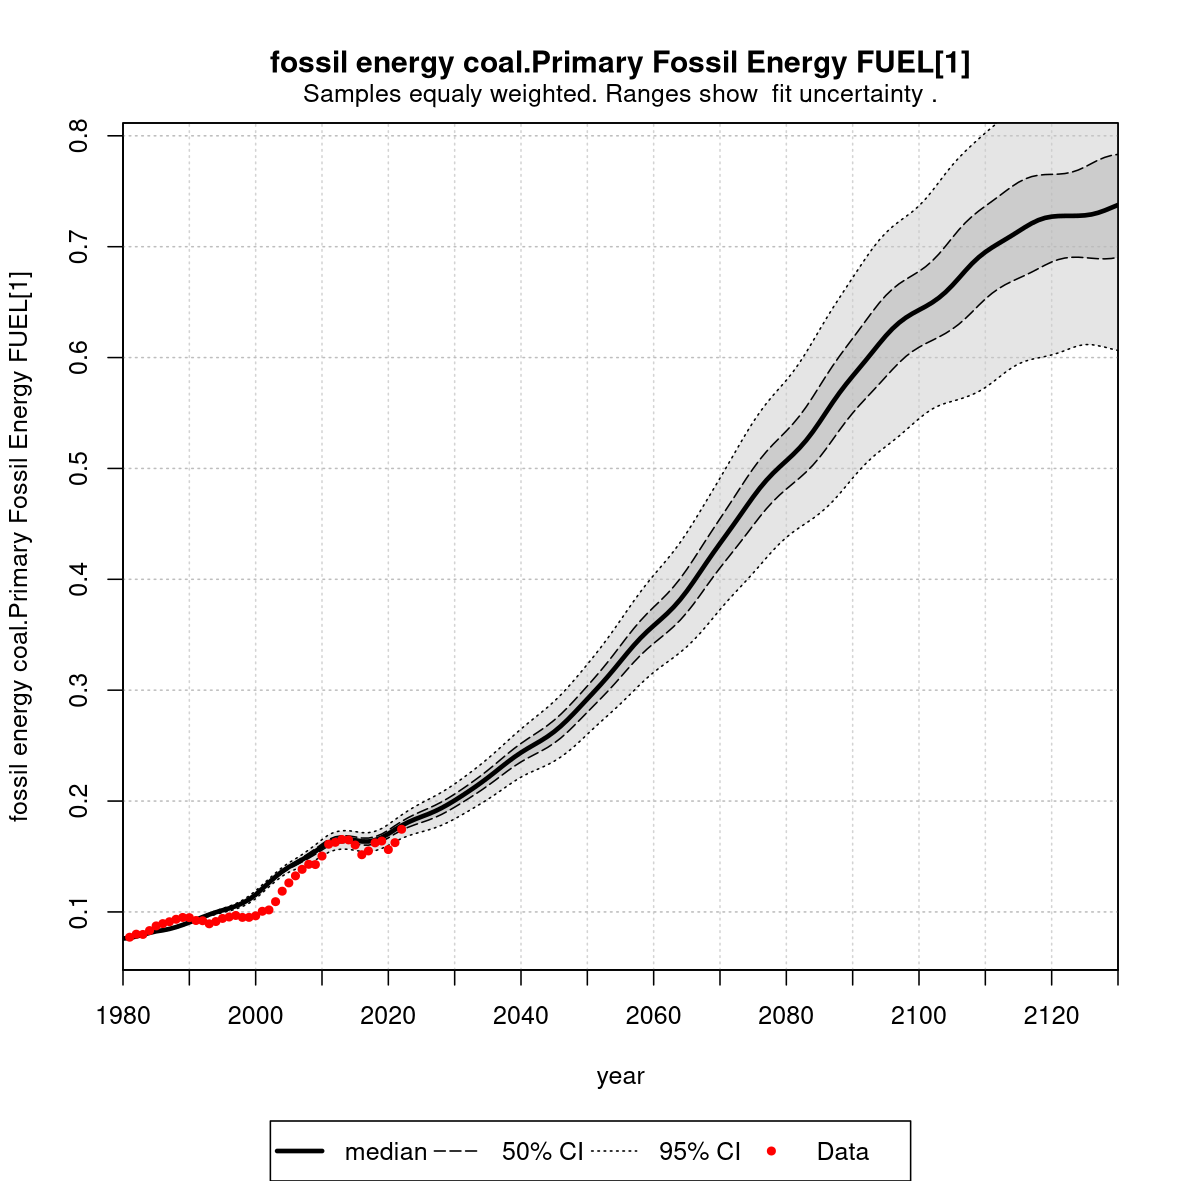 fossil energy coal.Primary Fossil Energy FUEL[1]
Samples equaly weighted. Ranges show  fit uncertainty .
fossil energy coal.Primary Fossil Energy FUEL[1]
0.8
0.7
0.6
0.5
0.4
0.3
0.2
0.1
1980 2000 2020 2040 2060 2080 2100 2120
year
median 50% CI 95% CI Data